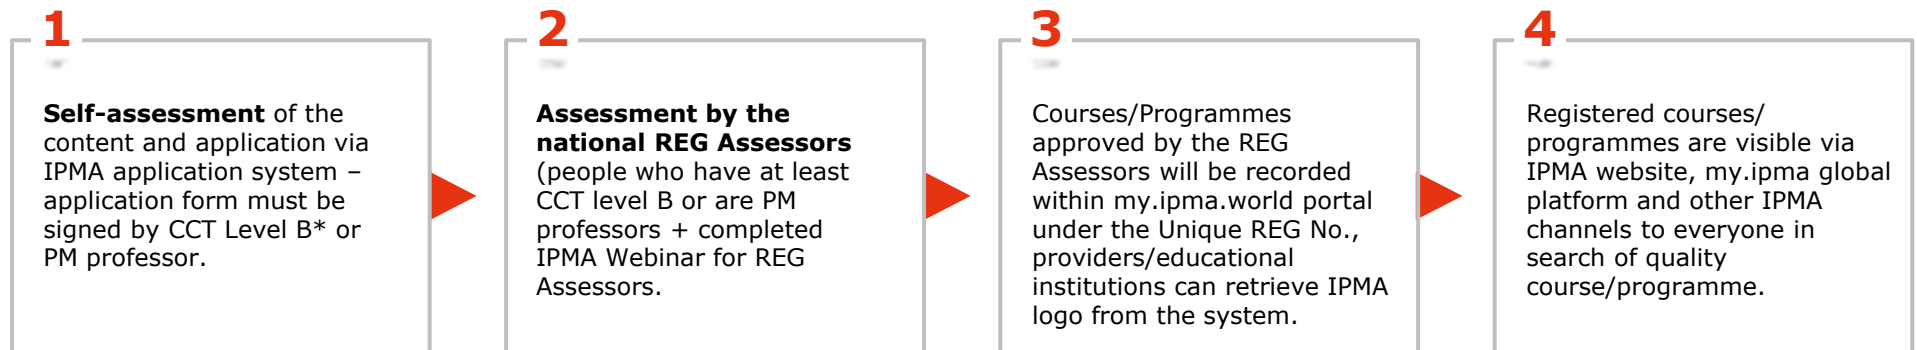 1
Self-assessment of the
content and application via
IPMA application system –
application form must be
signed by CCT Level B* or
PM professor.
2
Assessment by the
national REG Assessors
(people who have at least
CCT level B or are PM
professors + completed
IPMA Webinar for REG
Assessors.
3
Courses/Programmes
approved by the REG
Assessors will be recorded
within my.ipma.world portal
under the Unique REG No.,
providers/educational
institutions can retrieve IPMA
logo from the system.
4
Registered courses/
programmes are visible via
IPMA website, my.ipma global
platform and other IPMA
channels to everyone in
search of quality
course/programme.